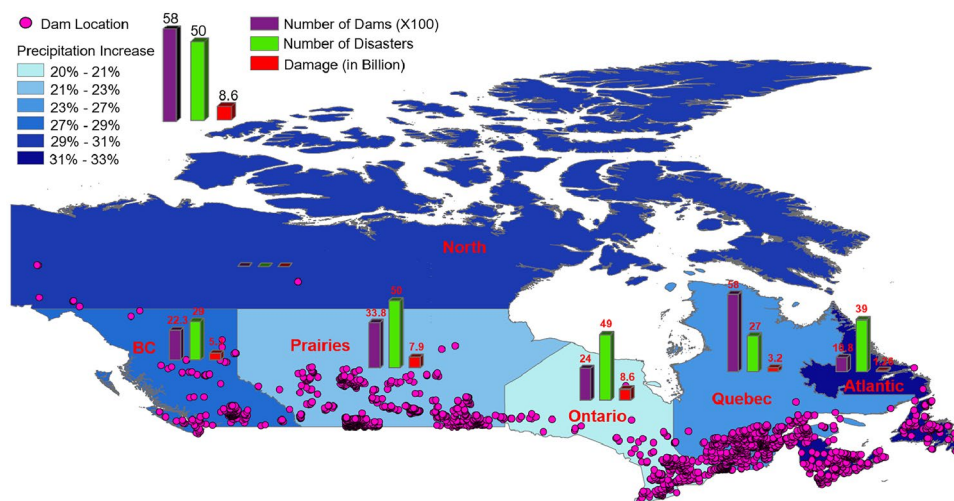 Dam Location
Precipitation Increase
20% - 21%
21% - 23%
23% - 27%
27% - 29%
29% - 31%
31% - 33%
58
50
8.6
Number of Dams (X100)
Number of Disasters
Damage (in Billion)
North
BC
22.3
29
Prairies
33.8
50
7.9
Ontario
24
49
8.6
Quebec
58
27
3.2
Atlantic
39